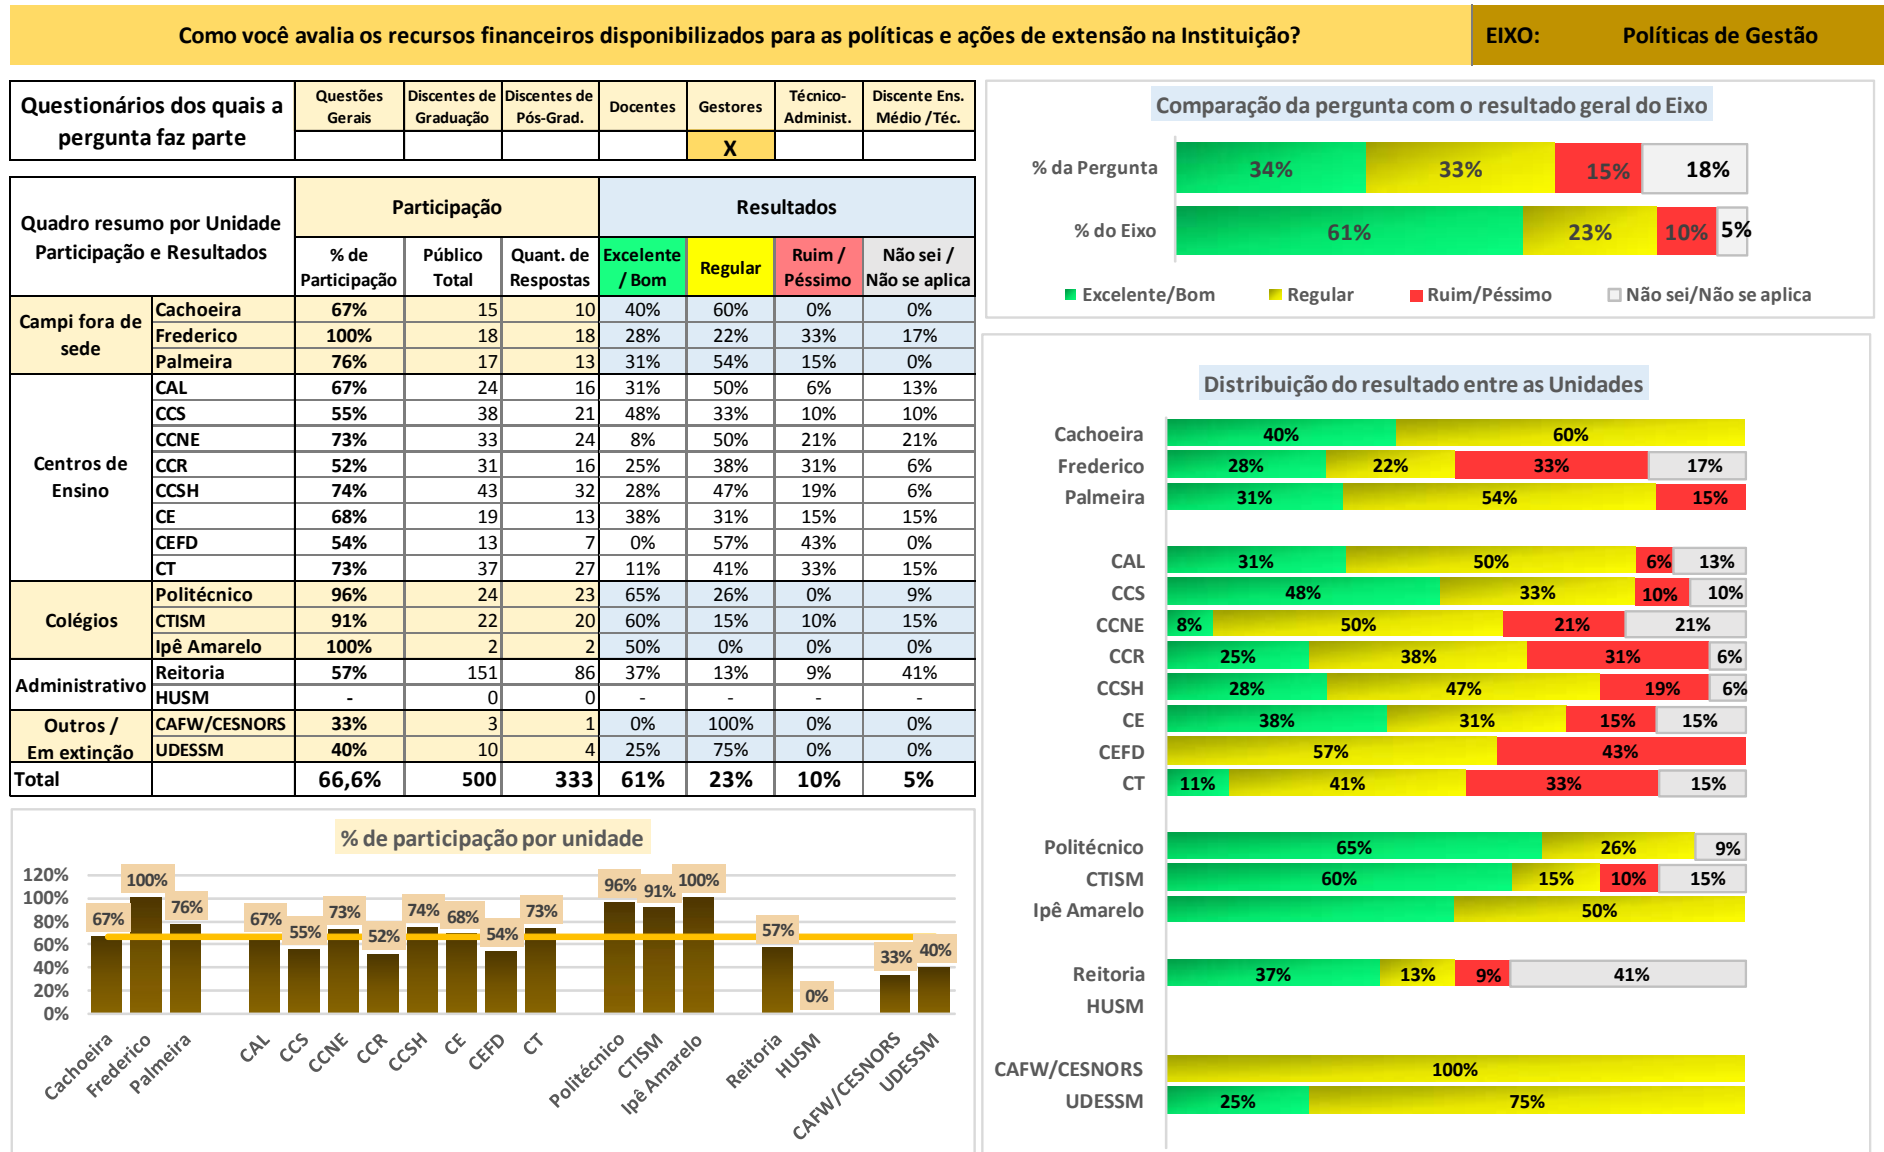 Como você avalia os recursos financeiros disponibilizados para as políticas e ações de extensão na Instituição?
EIXO: Políticas de Gestão
Questionários dos quais a pergunta faz parte
Questões Gerais
Discentes de Graduação
Discentes de Pós-Grad.
Docentes
Gestores
Técnico-Administ.
Discente Ens. Médio /Téc.
X
Quadro resumo por Unidade
Participação e Resultados
Participação
Resultados
% de Participação
Público Total
Quant. de Respostas
Excelente / Bom
Regular
Ruim / Péssimo
Não sei / Não se aplica
Campi fora de sede
Cachoeira 67% 15 10 40% 60% 0% 0%
Frederico 100% 18 18 28% 22% 33% 17%
Palmeira 76% 17 13 31% 54% 15% 0%
Centros de Ensino
CAL 67% 24 16 31% 50% 6% 13%
CCS 55% 38 21 48% 33% 10% 10%
CCNE 73% 33 24 8% 50% 21% 21%
CCR 52% 31 16 25% 38% 31% 6%
CCSH 74% 43 32 28% 47% 19% 6%
CE 68% 19 13 38% 31% 15% 15%
CEFD 54% 13 7 0% 57% 43% 0%
CT 73% 37 27 11% 41% 33% 15%
Colégios
Politécnico 96% 24 23 65% 26% 0% 9%
CTISM 91% 22 20 60% 15% 10% 15%
Ipê Amarelo 100% 2 2 50% 0% 0% 0%
Administrativo
Reitoria 57% 151 86 37% 13% 9% 41%
HUSM - 0 0 - - - -
Outros / Em extinção
CAFW/CESNORS 33% 3 1 0% 100% 0% 0%
UDESSM 40% 10 4 25% 75% 0% 0%
Total 66,6% 500 333 61% 23% 10% 5%
% de participação por unidade
120%
100%
80%
60%
40%
20%
0%
67% 100% 76% 67% 55% 73% 52% 74% 68% 54% 73% 96% 91% 100% 57% 0% 33% 40%
Cachoeira Frederico Palmeira CAL CCS CCNE CCR CCSH CE CEFD CT Politécnico CTISM Ipê Amarelo Reitoria HUSM CAFW/CESNORS UDESSM
Comparação da pergunta com o resultado geral do Eixo
% da Pergunta 34% 33% 15% 18%
% do Eixo 61% 23% 10% 5%
Excelente/Bom Regular Ruim/Péssimo Não sei/Não se aplica
Distribuição do resultado entre as Unidades
Cachoeira 40% 60%
Frederico 28% 22% 33% 17%
Palmeira 31% 54% 15%
CAL 31% 50% 6% 13%
CCS 48% 33% 10% 10%
CCNE 8% 50% 21% 21%
CCR 25% 38% 31% 6%
CCSH 28% 47% 19% 6%
CE 38% 31% 15% 15%
CEFD 57% 43%
CT 11% 41% 33% 15%
Politécnico 65% 26% 9%
CTISM 60% 15% 10% 15%
Ipê Amarelo 50%
Reitoria 37% 13% 9% 41%
HUSM
CAFW/CESNORS 100%
UDESSM 25% 75%